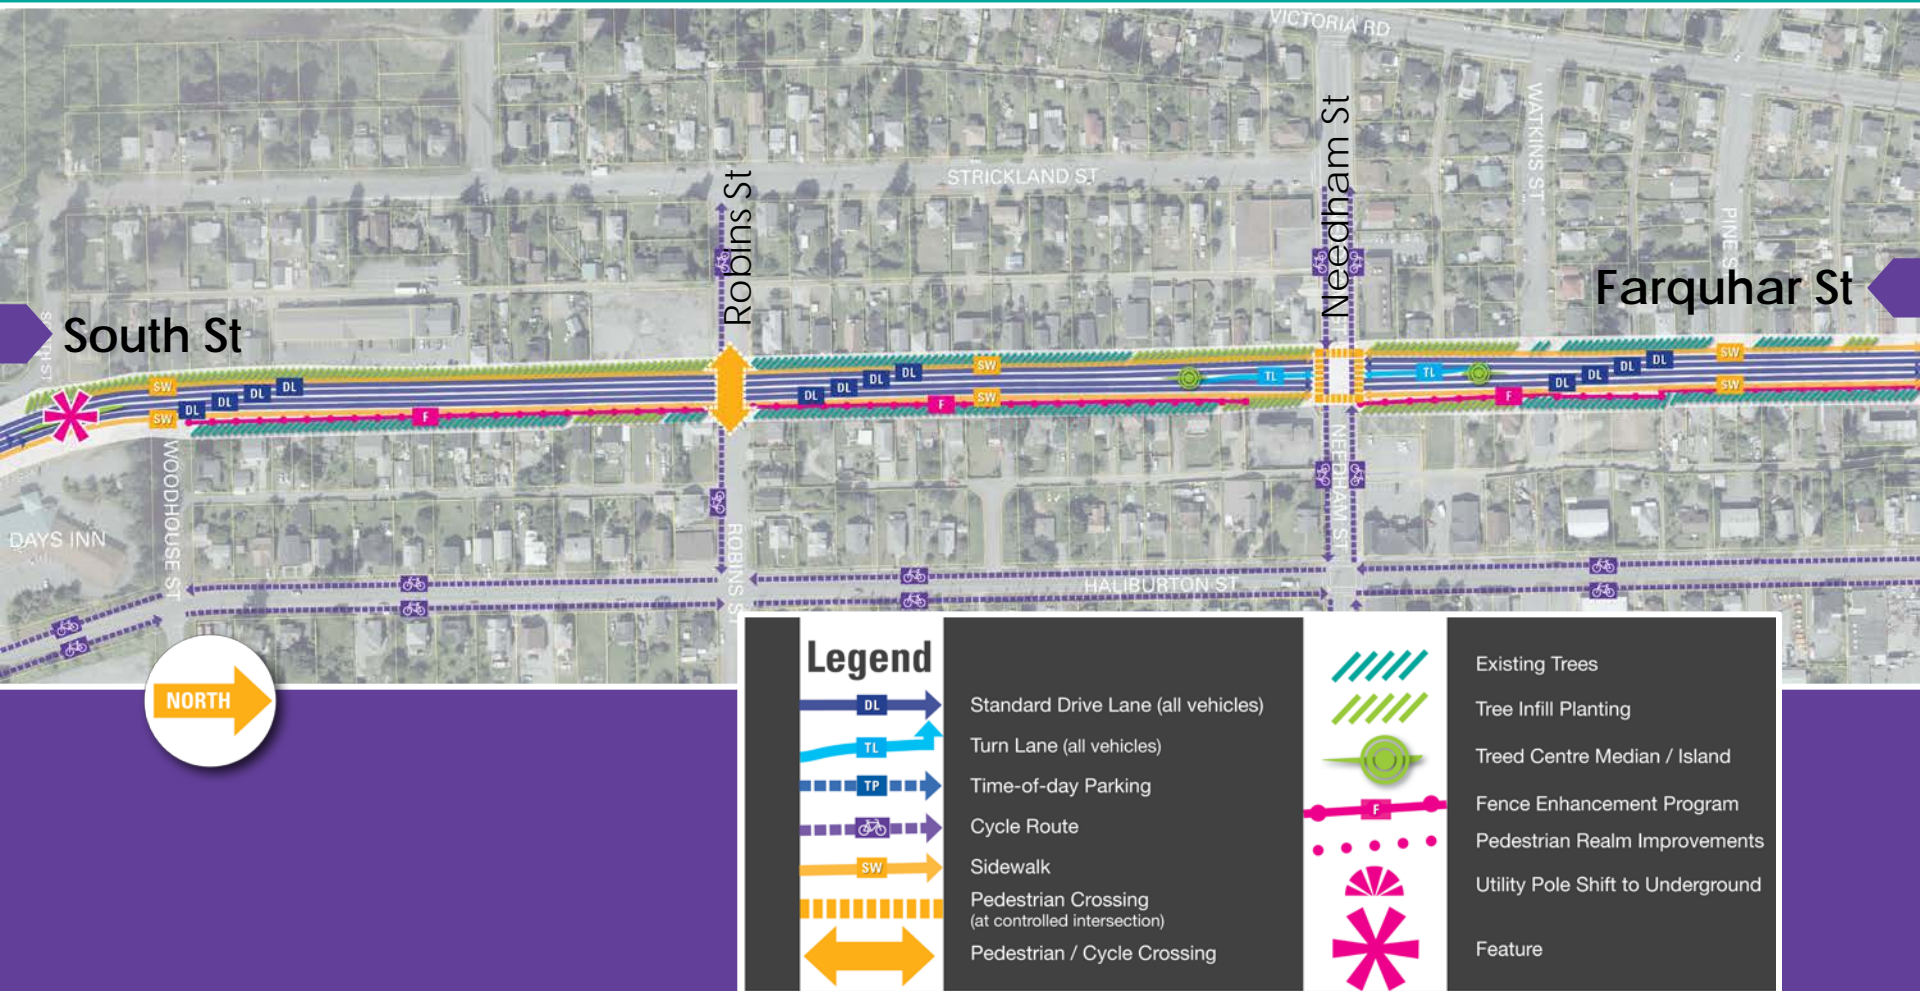 VICTORIA RD
WATKINS ST
Needham St
Robins St
STRICKLAND ST
PINE S
Farquhar St
South St
SW
DL
DL
DL
DL
SW
F
DL
DL
DL
DL
SW
SW
F
TL
TL
DL
DL
DL
DL
SW
SW
F
WOODHOUSE ST
DAYS INN
ROBINS ST
NEEDHAM ST
HALIBURTON ST
NORTH
Legend
DL Standard Drive Lane (all vehicles)
TL Turn Lane (all vehicles)
TP Time-of-day Parking
Cycle Route
SW Sidewalk
Pedestrian Crossing
(at controlled intersection)
Pedestrian / Cycle Crossing
Existing Trees
Tree Infill Planting
Treed Centre Median / Island
F Fence Enhancement Program
Pedestrian Realm Improvements
Utility Pole Shift to Underground
Feature